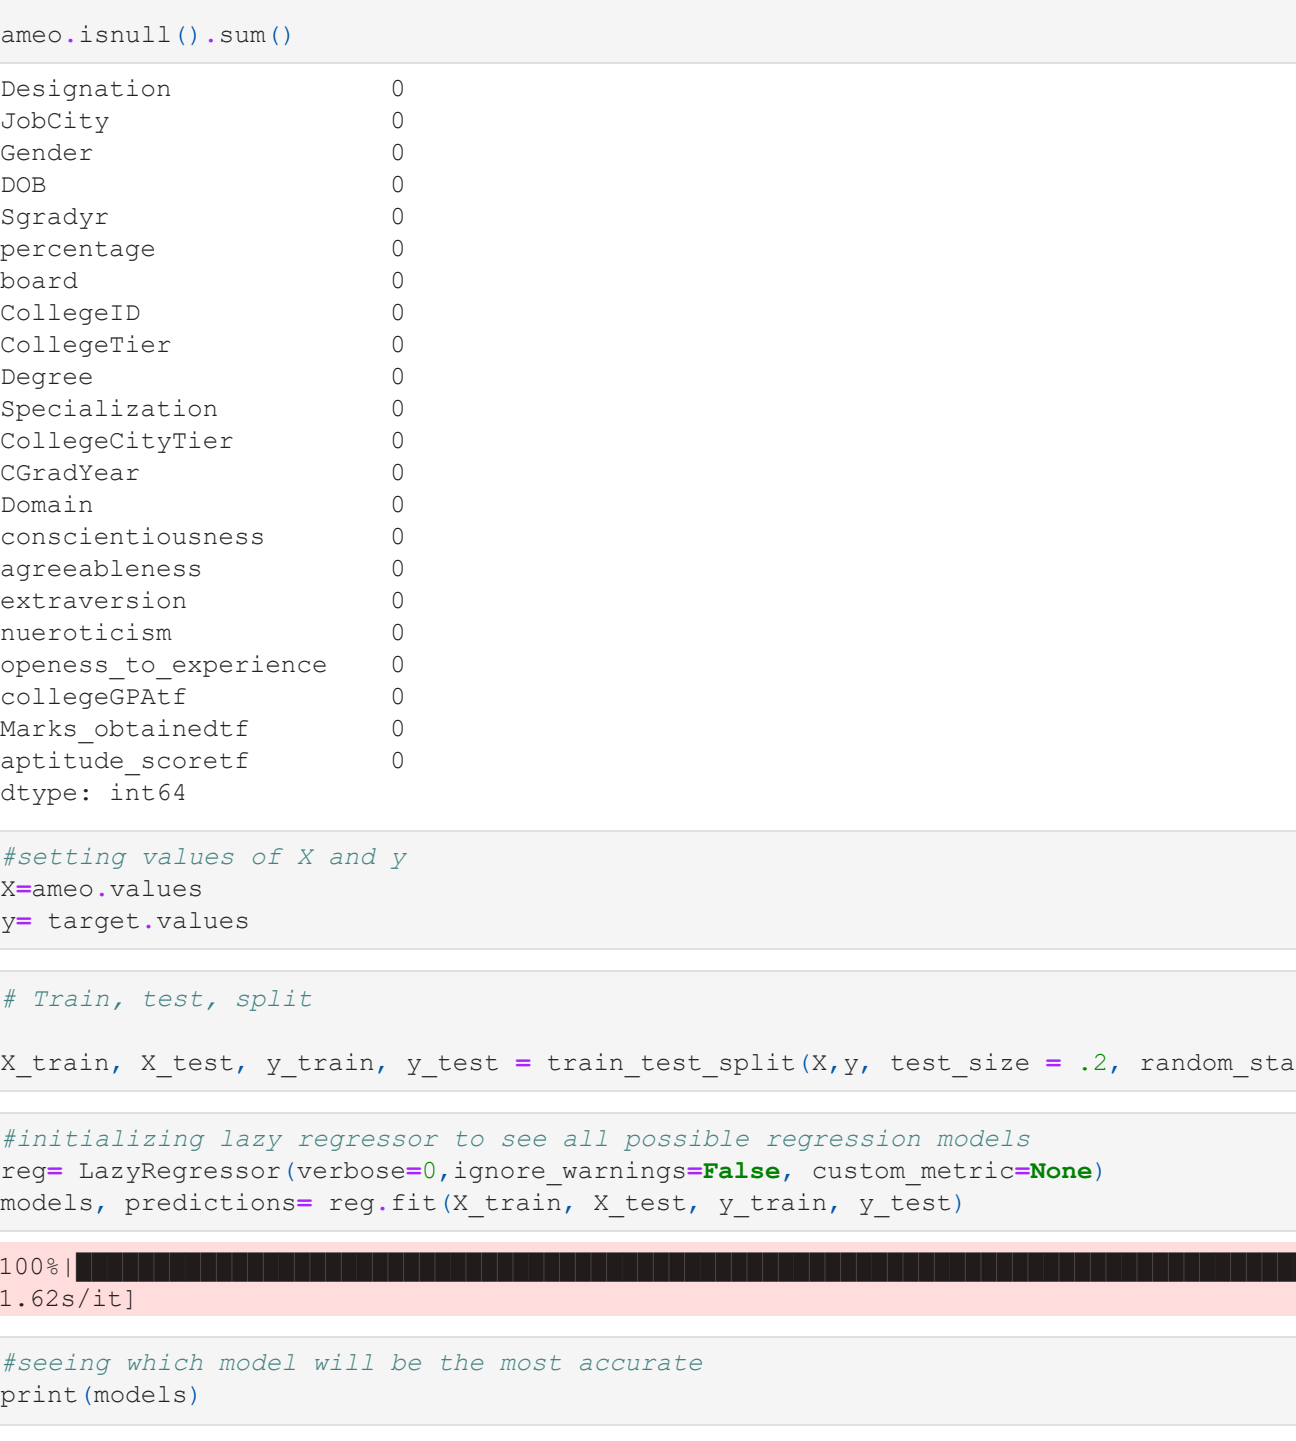 ameo.isnull().sum()
Designation 0
JobCity 0
Gender 0
DOB 0
Sgradyr 0
percentage 0
board 0
CollegeID 0
CollegeTier 0
Degree 0
Specialization 0
CollegeCityTier 0
CGradYear 0
Domain 0
conscientiousness 0
agreeableness 0
extraversion 0
nueroticism 0
openess_to_experience 0
collegeGPAtf 0
Marks_obtainedtf 0
aptitude_scoretf 0
dtype: int64
#setting values of X and y
X=ameo.values
y= target.values
# Train, test, split
X_train, X_test, y_train, y_test = train_test_split(X,y, test_size = .2, random_sta
#initializing lazy regressor to see all possible regression models
reg= LazyRegressor(verbose=0,ignore_warnings=False, custom_metric=None)
models, predictions= reg.fit(X_train, X_test, y_train, y_test)
100%|
1.62s/it]
#seeing which model will be the most accurate
print(models)